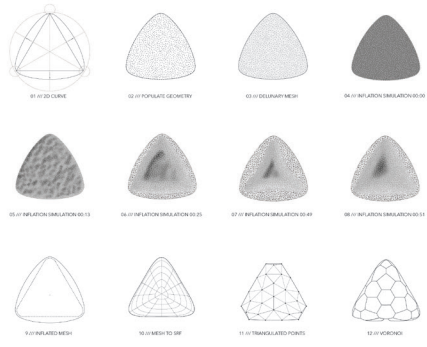 01 /// 2D CURVE
02 /// POPULATE GEOMETRY
03 /// DELUNARY MESH
04 /// INFLATION SIMULATION 00:00
05 /// INFLATION SIMULATION 00:13
06 /// INFLATION SIMULATION 00:25
07 /// INFLATION SIMULATION 00:49
08 /// INFLATION SIMULATION 00:51
9 /// INFLATED MESH
10 /// MESH TO SRF
11 /// TRIANGULATED POINTS
12 /// VORONOI